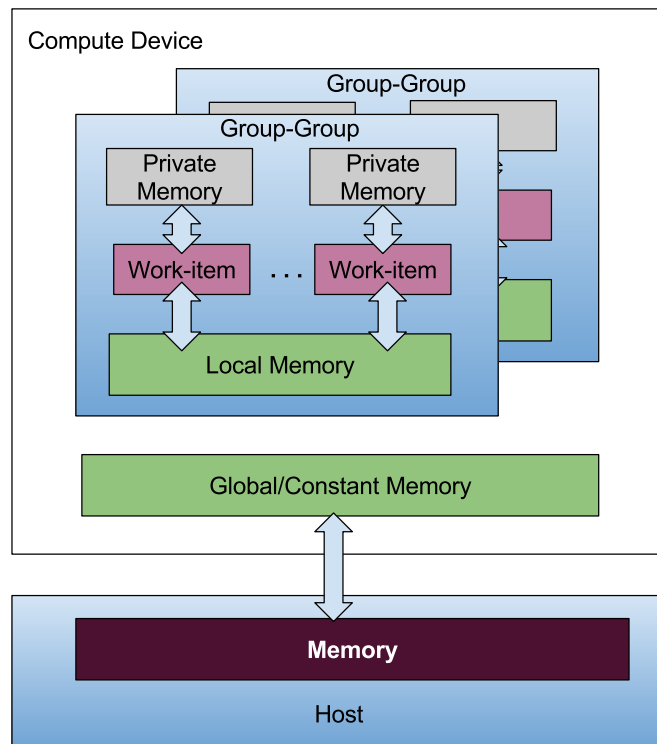 Compute Device
Group-Group
Group-Group
Private
Memory
Private
Memory
Work-item
. . .
Work-item
Local Memory
Global/Constant Memory
Memory
Host